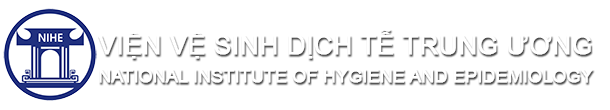 NIHE
VIỆN VỆ SINH DỊCH TỄ TRUNG ƯƠNG
NATIONAL INSTITUTE OF HYGIENE AND EPIDEMIOLOGY